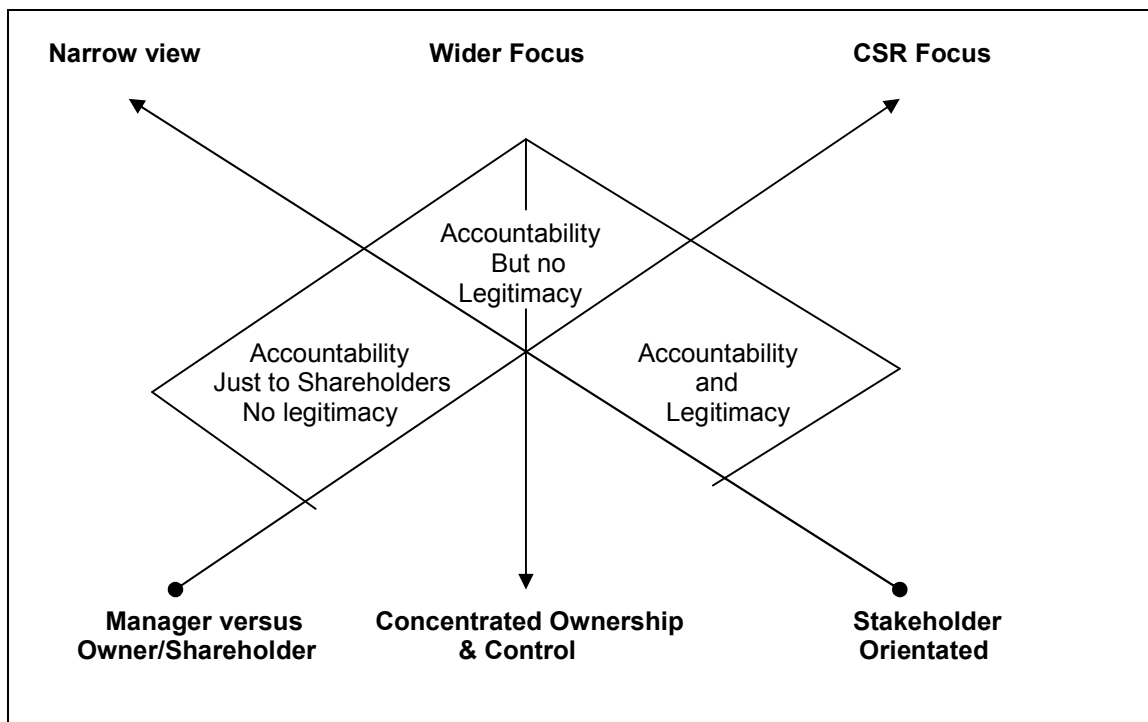 Narrow view
Wider Focus
CSR Focus
Accountability
But no
Legitimacy
Accountability
Just to Shareholders
No legitimacy
Accountability
and
Legitimacy
Manager versus
Owner/Shareholder
Concentrated Ownership
& Control
Stakeholder
Orientated